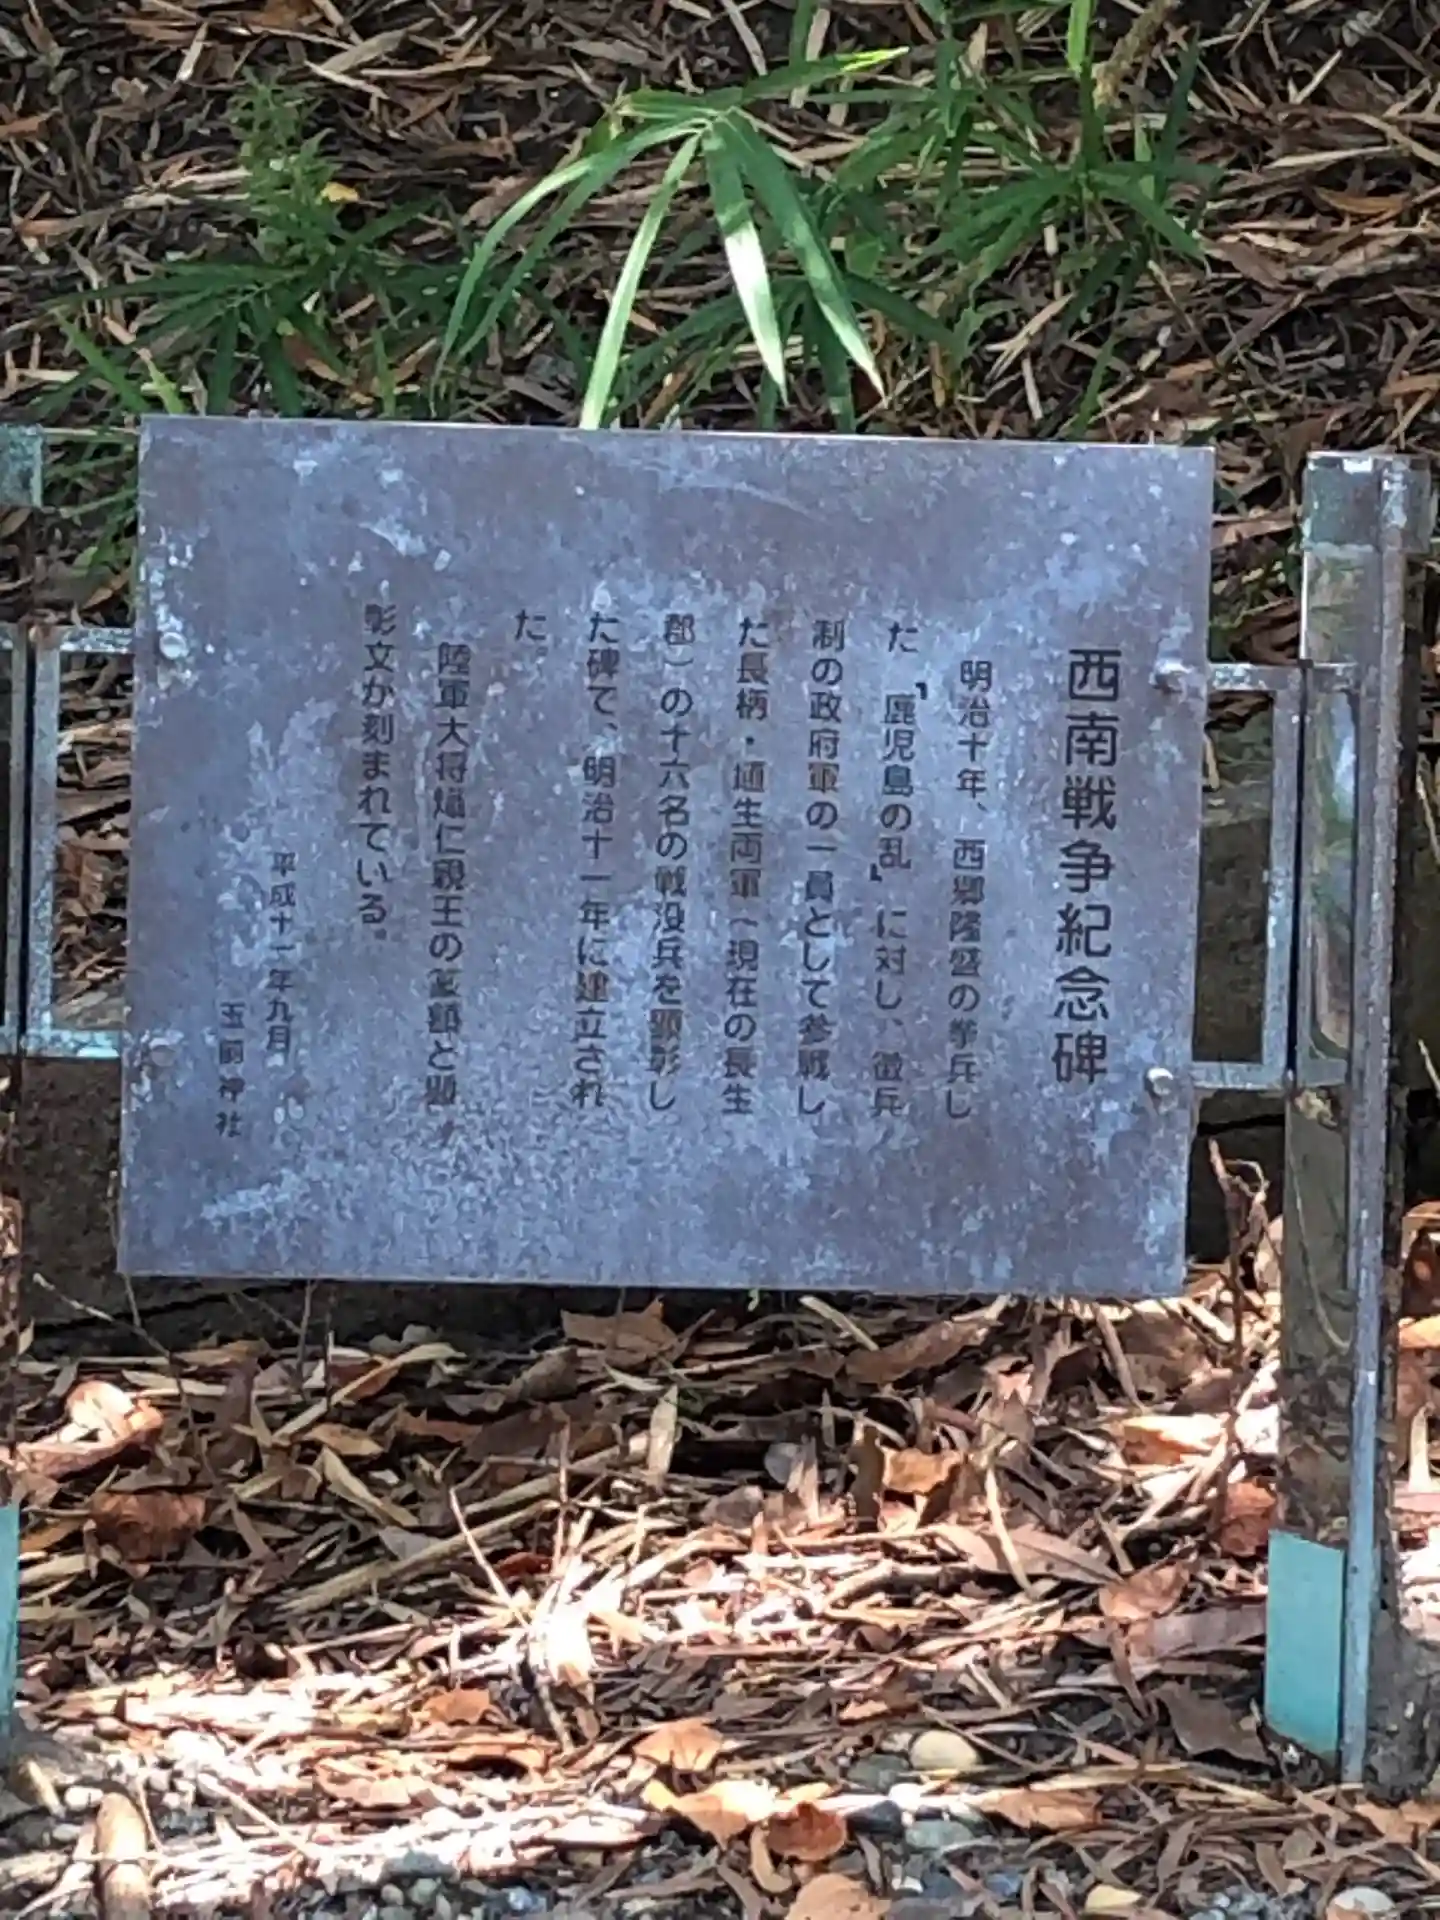 西南戦争紀念碑
明治十年、西郷隆盛の挙兵し
た『鹿児島の乱』に対し、徴兵
制の政府軍の一員として参戦し
た長柄・埴生両軍(現在の長生
郡)の十六名の戦没兵を顕彰し
た碑で、明治十一年に建立され
た。
陸軍大将熾仁親王の篆額と顕
彰文が刻まれている。
平成十一年九月
玉前神社